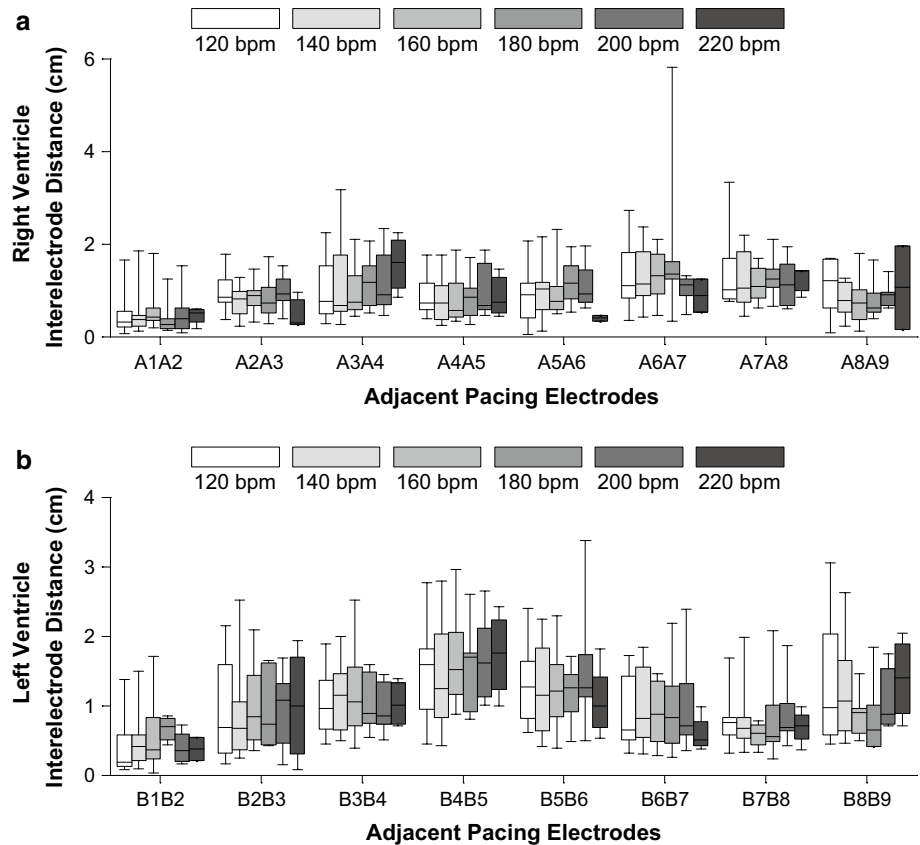 a
120 bpm 140 bpm 160 bpm 180 bpm 200 bpm 220 bpm
Right Ventricle
Interelectrode Distance (cm)
6
4
2
0
A1A2 A2A3 A3A4 A4A5 A5A6 A6A7 A7A8 A8A9
Adjacent Pacing Electrodes
b
120 bpm 140 bpm 160 bpm 180 bpm 200 bpm 220 bpm
Left Ventricle
Interelectrode Distance (cm)
4
3
2
1
0
B1B2 B2B3 B3B4 B4B5 B5B6 B6B7 B7B8 B8B9
Adjacent Pacing Electrodes